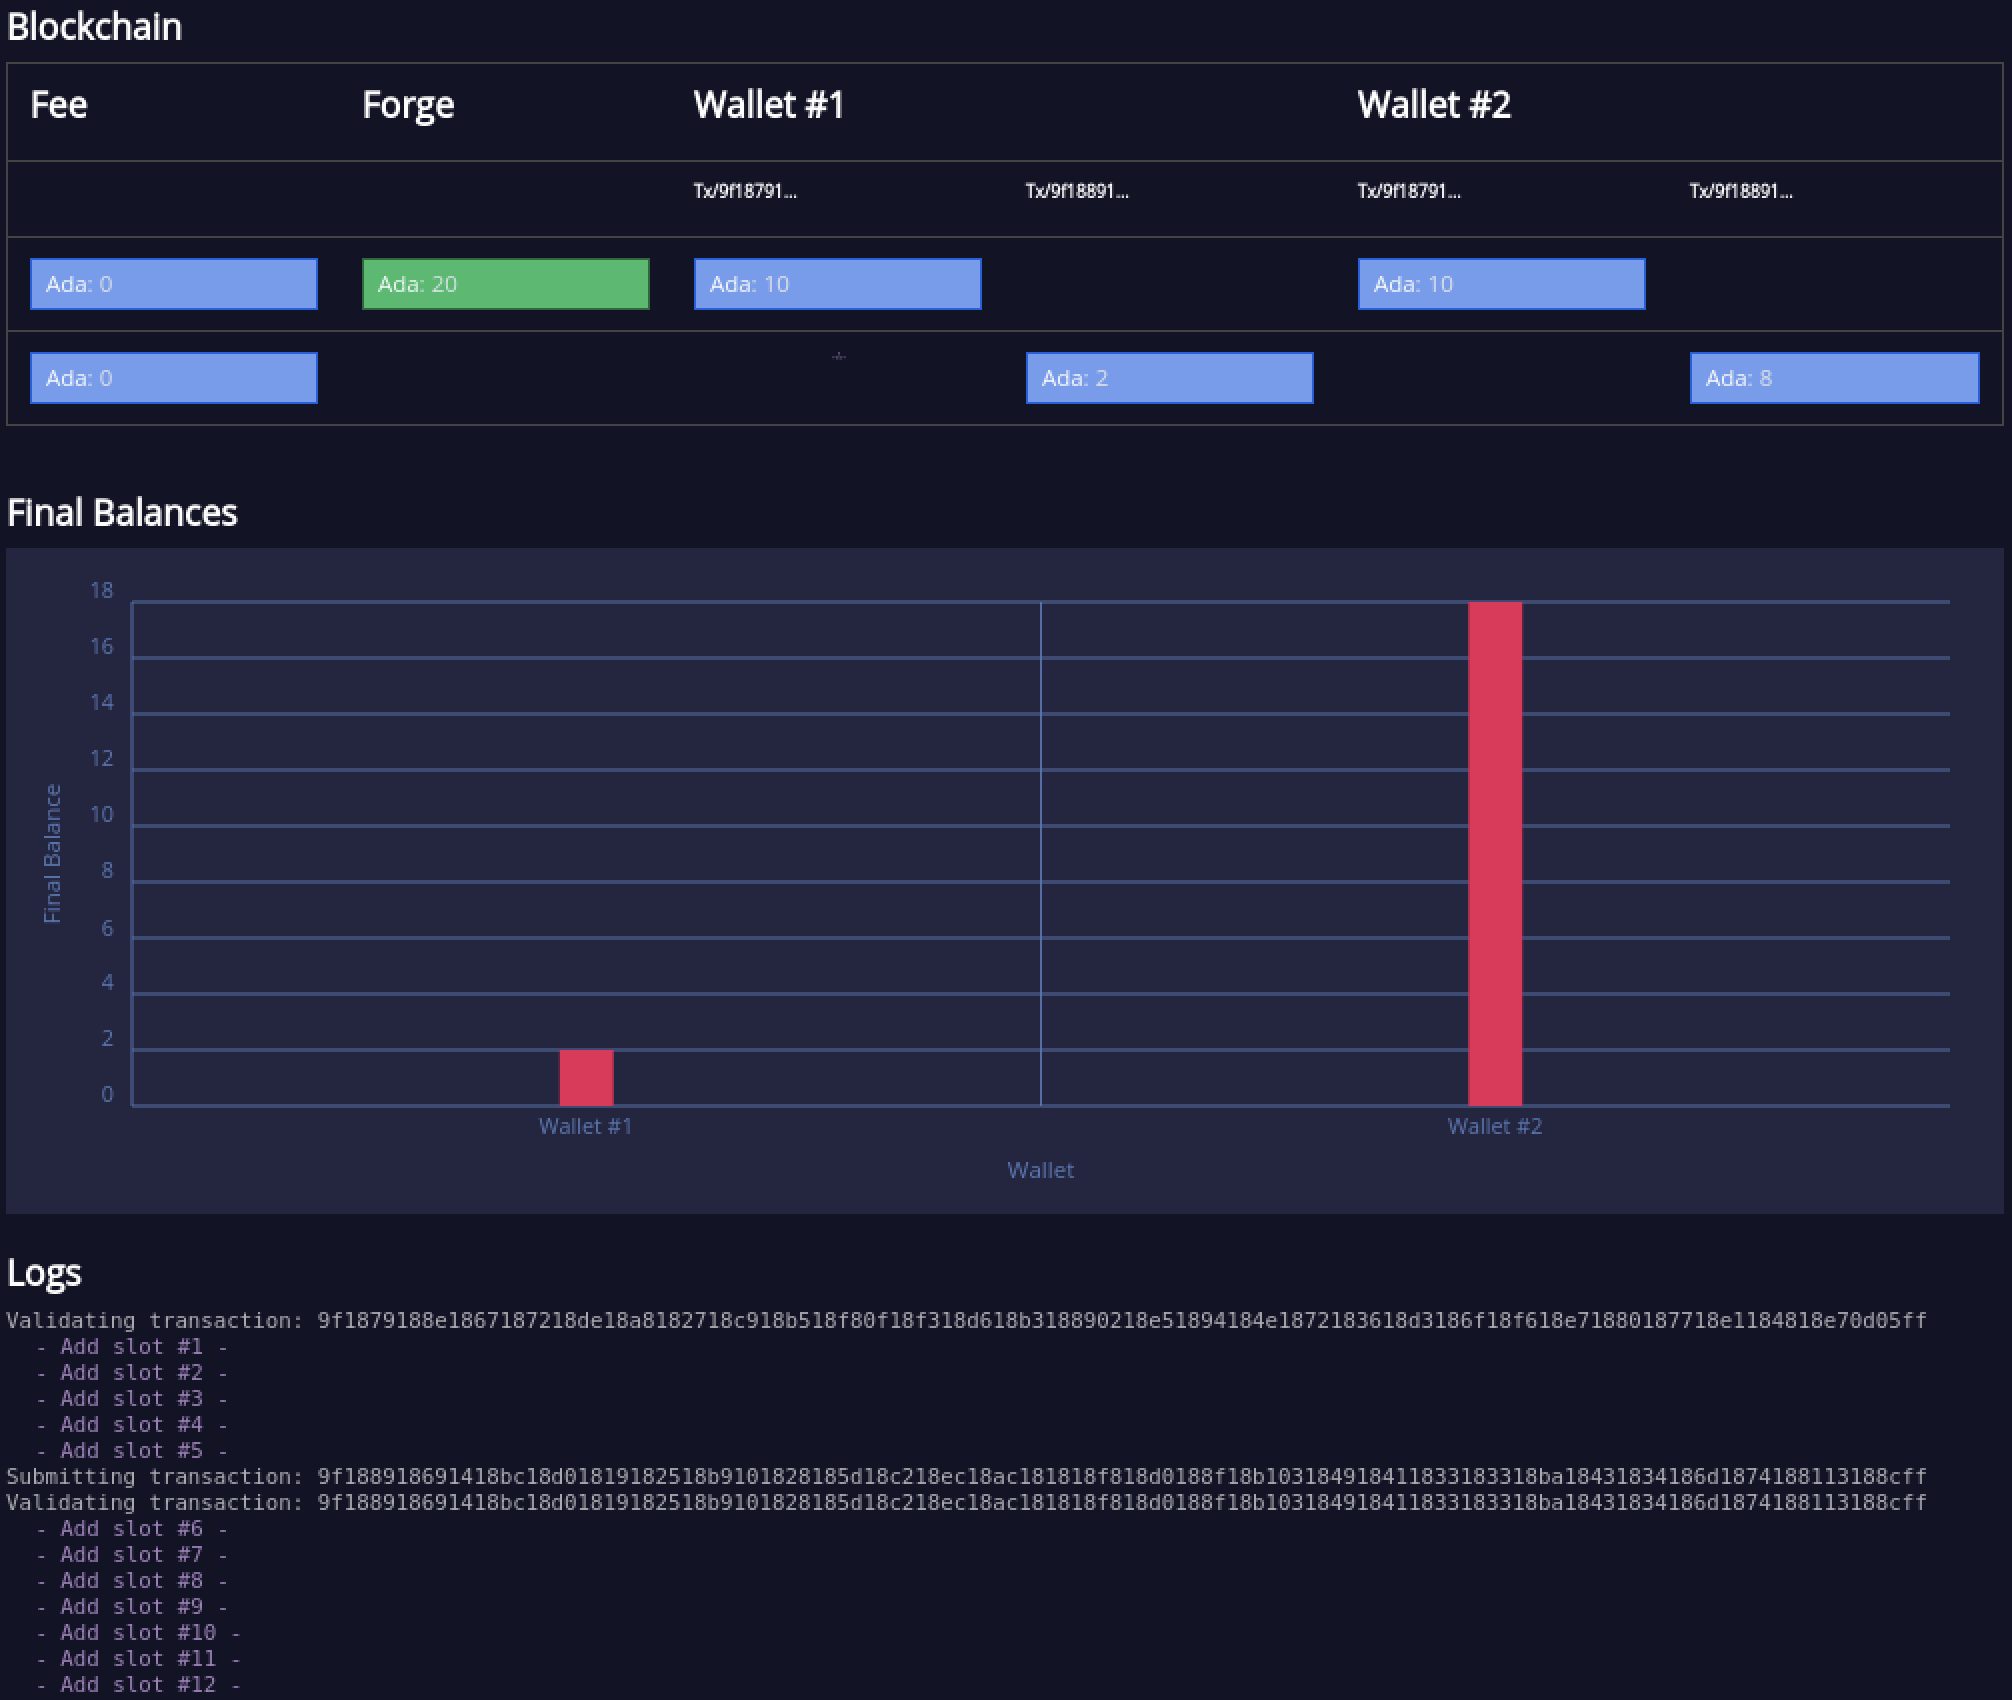 Blockchain
Fee Forge Wallet #1 Wallet #2
Tx/9f18791... Tx/9f18891... Tx/9f18791... Tx/9f18891...
Ada: 0 Ada: 20 Ada: 10 Ada: 10
Ada: 0 Ada: 2 Ada: 8
Final Balances
18
16
14
12
10
8
6
4
2
0
Final Balance
Wallet #1 Wallet #2
Wallet
Logs
Validating transaction: 9f1879188e1867187218de18a8182718c918b518f80f18f318d618b318890218e51894184e1872183618d3186f18f618e71880187718e1184818e70d05ff
- Add slot #1 -
- Add slot #2 -
- Add slot #3 -
- Add slot #4 -
- Add slot #5 -
Submitting transaction: 9f188918691418bc18d01819182518b9101828185d18c218ec18ac181818f818d0188f18b103184918411833183318ba18431834186d1874188113188cff
Validating transaction: 9f188918691418bc18d01819182518b9101828185d18c218ec18ac181818f818d0188f18b103184918411833183318ba18431834186d1874188113188cff
- Add slot #6 -
- Add slot #7 -
- Add slot #8 -
- Add slot #9 -
- Add slot #10 -
- Add slot #11 -
- Add slot #12 -